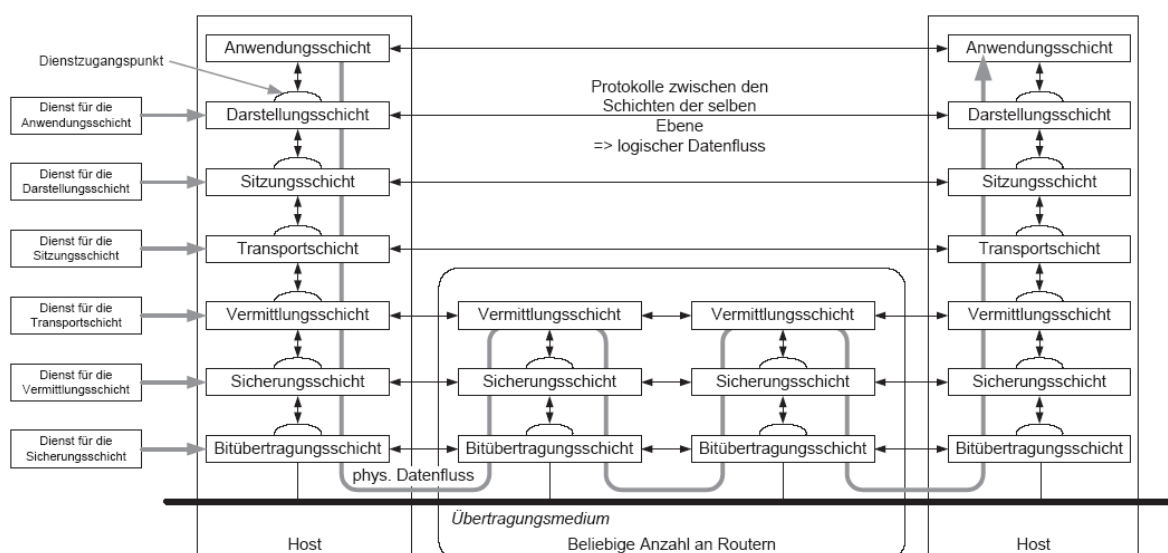 Anwendungsschicht
Anwendungsschicht
Dienstzugangspunkt
Protokolle zwischen den
Schichten der selben
Ebene
=> logischer Datenfluss
Dienst für die
Anwendungsschicht
Darstellungsschicht
Darstellungsschicht
Dienst für die
Darstellungsschicht
Sitzungsschicht
Sitzungsschicht
Dienst für die
Sitzungsschicht
Transportschicht
Transportschicht
Dienst für die
Transportschicht
Vermittlungsschicht
Vermittlungsschicht
Vermittlungsschicht
Vermittlungsschicht
Dienst für die
Vermittlungsschicht
Sicherungsschicht
Sicherungsschicht
Sicherungsschicht
Sicherungsschicht
Dienst für die
Sicherungsschicht
Bitübertragungsschicht
Bitübertragungsschicht
Bitübertragungsschicht
Bitübertragungsschicht
phys. Datenfluss
Übertragungsmedium
Host
Beliebige Anzahl an Routern
Host